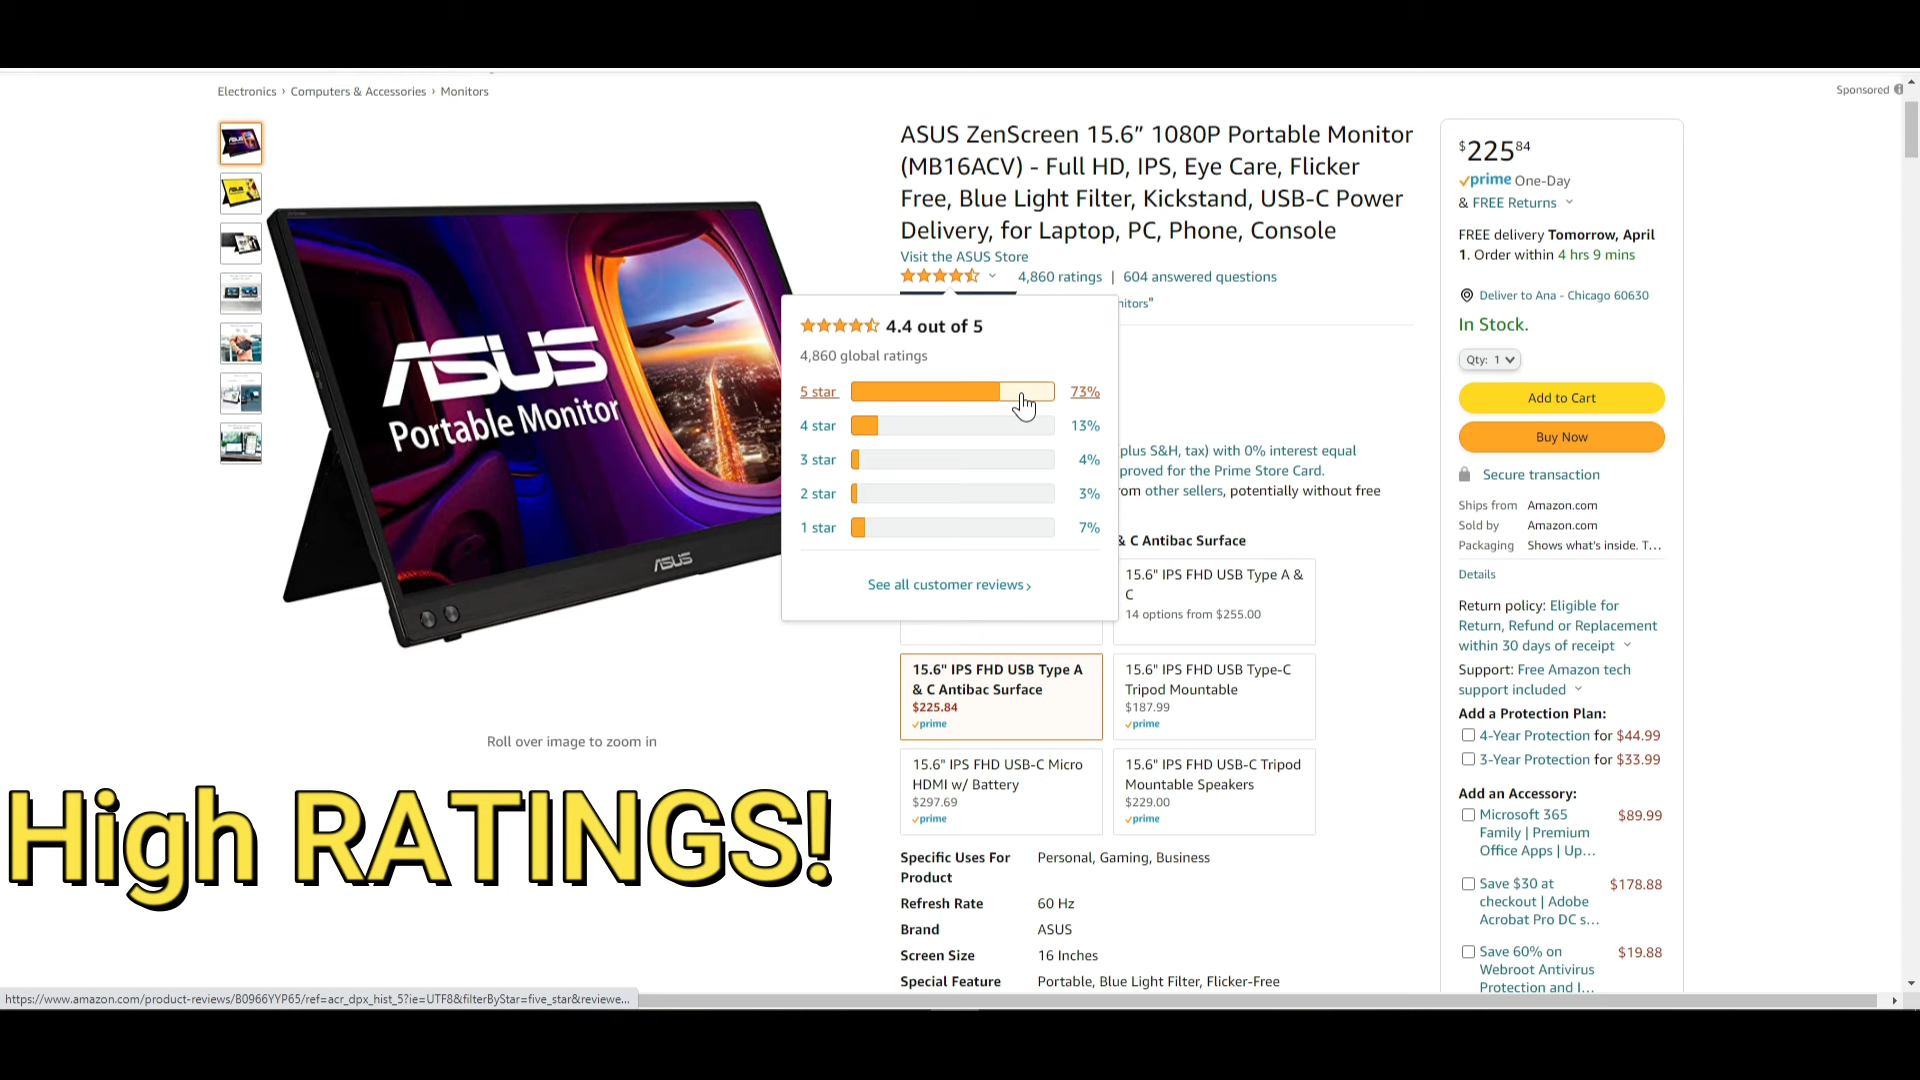 Electronics › Computers & Accessories › Monitors
Sponsored
ASUS
Portable Monitor
ASUS
Roll over image to zoom in
ASUS ZenScreen 15.6” 1080P Portable Monitor
(MB16ACV) - Full HD, IPS, Eye Care, Flicker
Free, Blue Light Filter, Kickstand, USB-C Power
Delivery, for Laptop, PC, Phone, Console
Visit the ASUS Store
4,860 ratings | 604 answered questions
nitors"
4.4 out of 5
4,860 global ratings
5 star 73%
4 star 13%
3 star 4%
2 star 3%
1 star 7%
See all customer reviews ›
plus S&H, tax) with 0% interest equal
proved for the Prime Store Card.
om other sellers, potentially without free
& C Antibac Surface
15.6" IPS FHD USB Type A &
C
14 options from $255.00
15.6" IPS FHD USB Type A
& C Antibac Surface
$225.84
prime
15.6" IPS FHD USB Type-C
Tripod Mountable
$187.99
prime
15.6" IPS FHD USB-C Micro
HDMI w/ Battery
$297.69
prime
15.6" IPS FHD USB-C Tripod
Mountable Speakers
$229.00
prime
Specific Uses For
Product
Personal, Gaming, Business
Refresh Rate 60 Hz
Brand ASUS
Screen Size 16 Inches
Special Feature Portable, Blue Light Filter, Flicker-Free
$225 84
prime One-Day
& FREE Returns
FREE delivery Tomorrow, April
1. Order within 4 hrs 9 mins
Deliver to Ana - Chicago 60630
In Stock.
Qty: 1
Add to Cart
Buy Now
Secure transaction
Ships from Amazon.com
Sold by Amazon.com
Packaging Shows what's inside. T...
Details
Return policy: Eligible for
Return, Refund or Replacement
within 30 days of receipt
Support: Free Amazon tech
support included
Add a Protection Plan:
4-Year Protection for $44.99
3-Year Protection for $33.99
Add an Accessory:
Microsoft 365 $89.99
Family | Premium
Office Apps | Up...
Save $30 at $178.88
checkout | Adobe
Acrobat Pro DC s...
Save 60% on $19.88
Webroot Antivirus
Protection and I...
High RATINGS!
https://www.amazon.com/product-reviews/B0966YYP65/ref=acr_dpx_hist_5?ie=UTF8&filterByStar=five_star&reviewe...